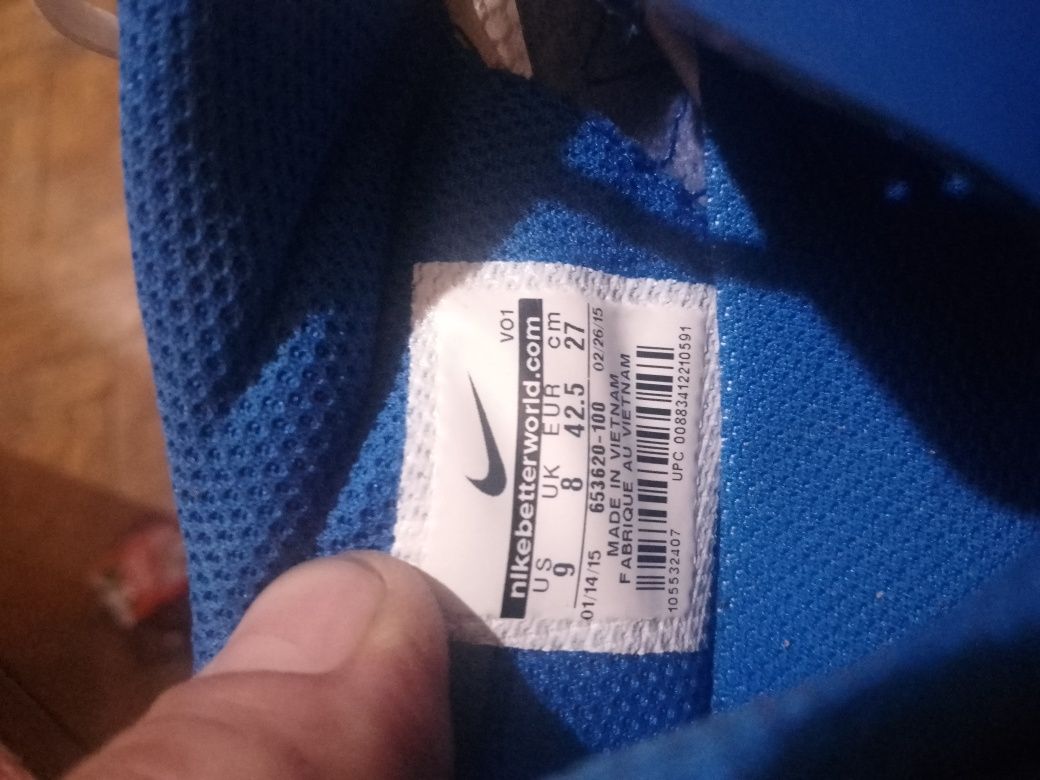 VO1
nikebetterworld.com
US UK EUR cm
9 8 42.5 27
01/14/15 653620-100 02/26/15
MADE IN VIETNAM
FABRIQUE AU VIETNAM
105532407 UPC 00883412210591